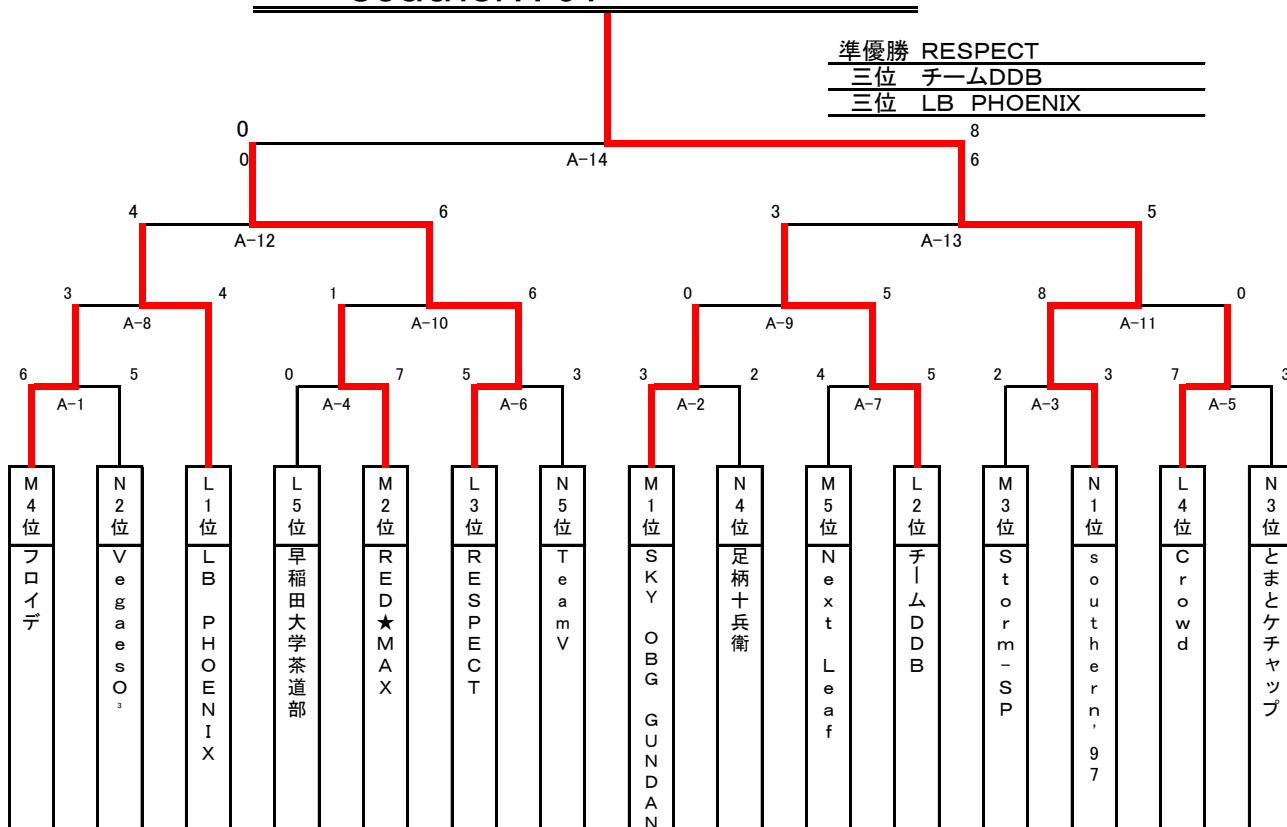 準優勝 RESPECT
三位 チームDDB
三位 LB PHOENIX
0 8
0 A-14 6
4 6 3 5
A-12 A-13
3 4 1 6 0 5 8 0
A-8 A-10 A-9 A-11
6 5 0 7 5 3 3 2 4 5 2 3 7 3
A-1 A-4 A-6 A-2 A-7 A-3 A-5
M4位
フロイデ
N2位
VegaesO³
L1位
LB PHOENIX
L5位
早稲田大学茶道部
M2位
RED★MAX
L3位
RESPECT
N5位
TeamV
M1位
SKY OBG GUNDAN
N4位
足柄十兵衛
M5位
Next Leaf
L2位
チームDDB
M3位
Storm-SP
N1位
southern'97
L4位
Crowd
N3位
とまとケチャップ